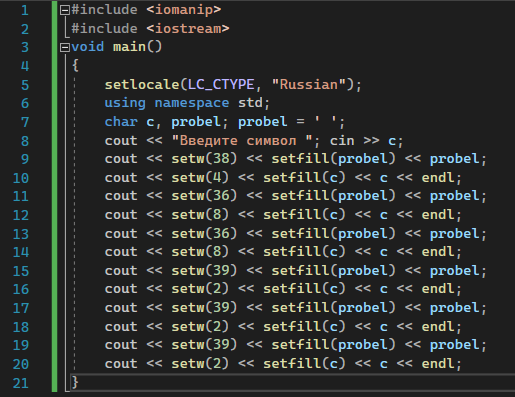 1 #include <iomanip>
2 #include <iostream>
3 void main()
4 {
5 setlocale(LC_CTYPE, "Russian");
6 using namespace std;
7 char c, probel; probel = ' ';
8 cout << "Введите символ "; cin >> c;
9 cout << setw(38) << setfill(probel) << probel;
10 cout << setw(4) << setfill(c) << c << endl;
11 cout << setw(36) << setfill(probel) << probel;
12 cout << setw(8) << setfill(c) << c << endl;
13 cout << setw(36) << setfill(probel) << probel;
14 cout << setw(8) << setfill(c) << c << endl;
15 cout << setw(39) << setfill(probel) << probel;
16 cout << setw(2) << setfill(c) << c << endl;
17 cout << setw(39) << setfill(probel) << probel;
18 cout << setw(2) << setfill(c) << c << endl;
19 cout << setw(39) << setfill(probel) << probel;
20 cout << setw(2) << setfill(c) << c << endl;
21 }